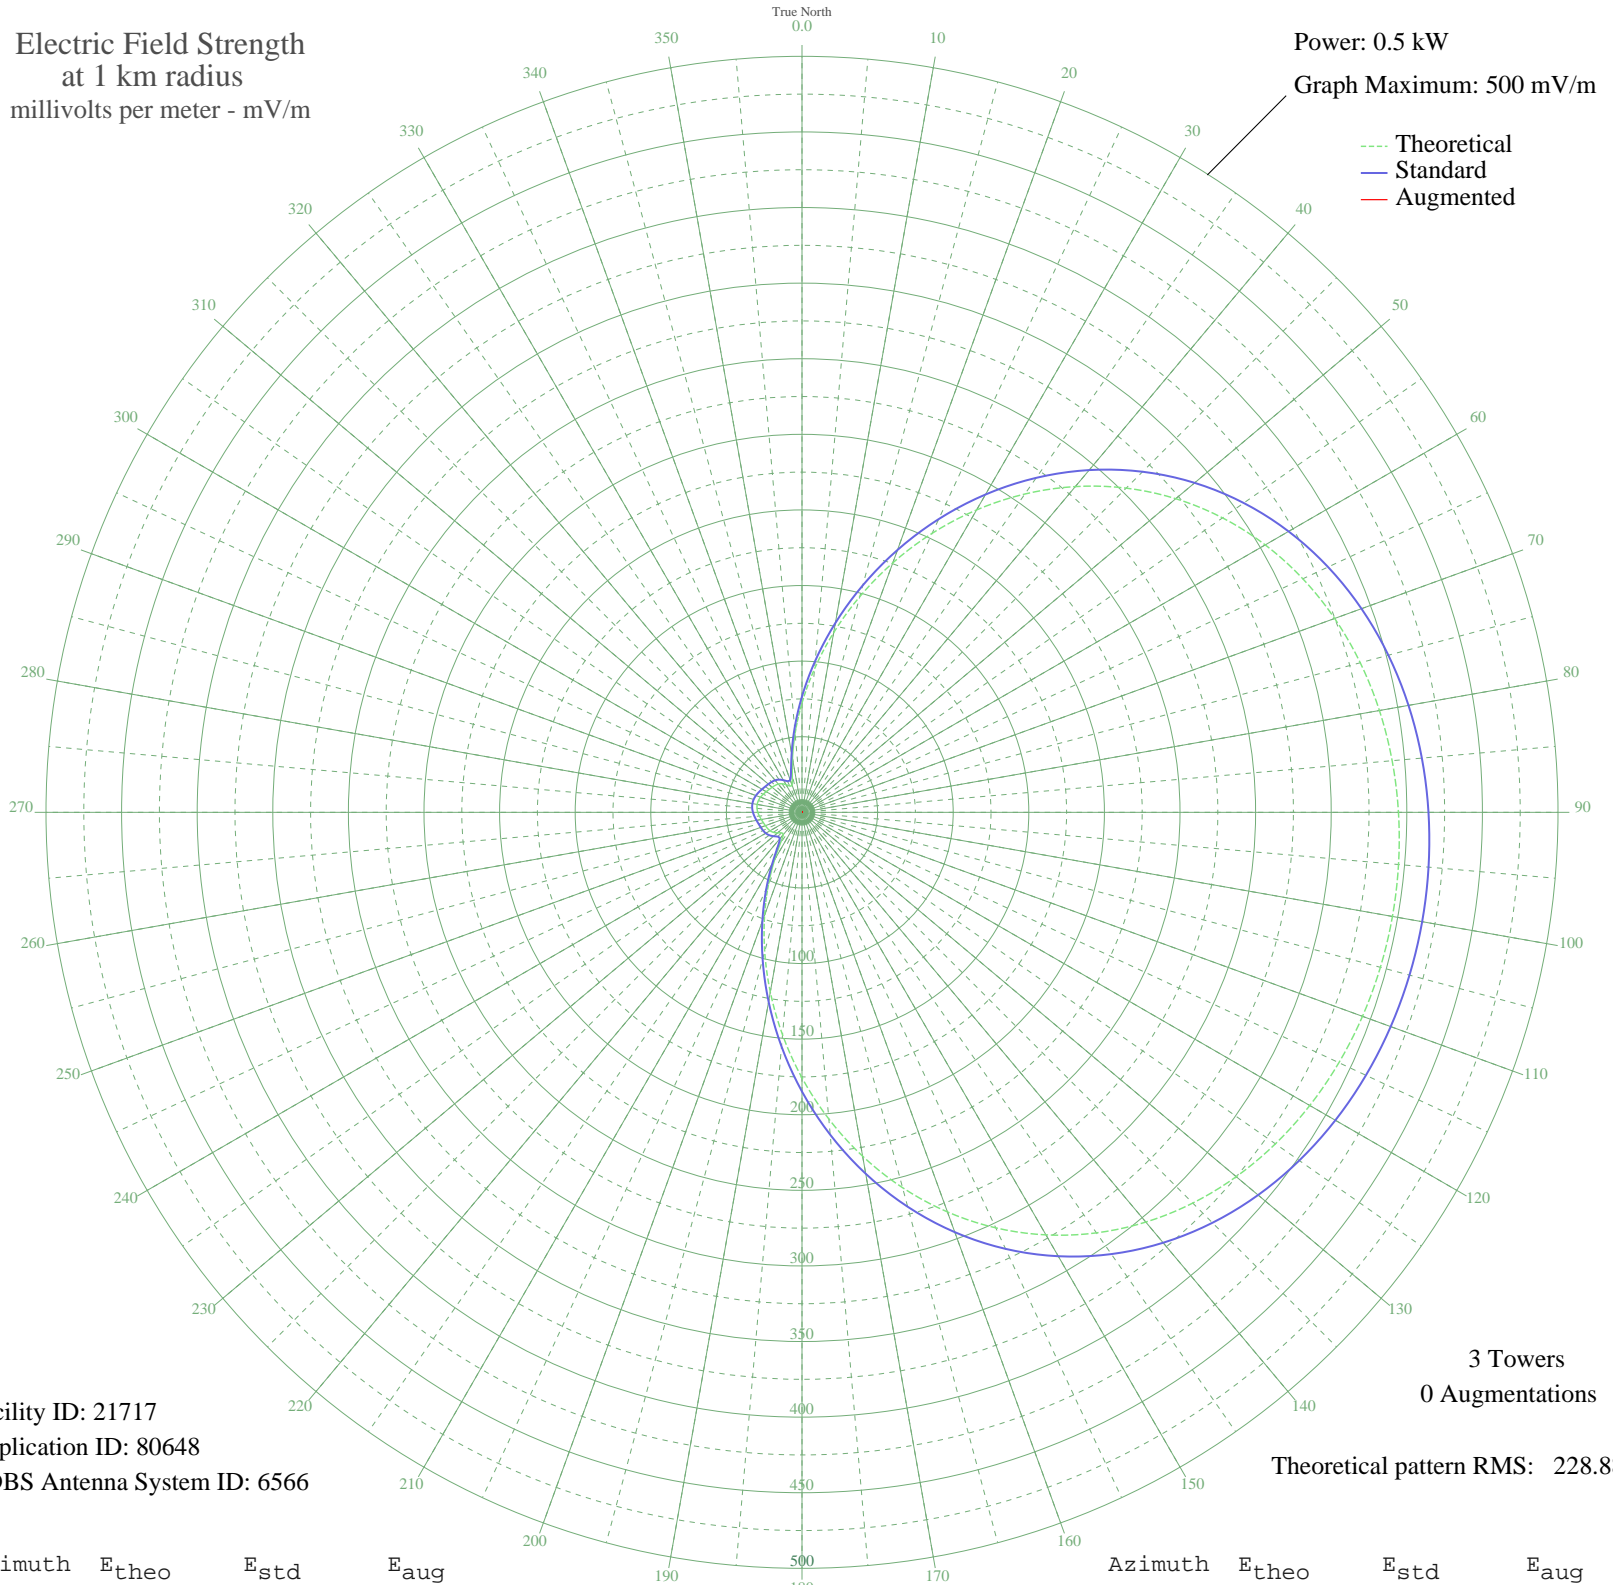 Electric Field Strength
at 1 km radius
millivolts per meter - mV/m
True North
0.0
Power: 0.5 kW
Graph Maximum: 500 mV/m
Theoretical
Standard
Augmented
10
20
30
40
50
60
70
80
90
100
110
120
130
140
150
160
170
190
200
210
220
230
240
250
260
270
280
290
300
310
320
330
340
350
100
150
200
250
300
350
400
450
500
3 Towers
0 Augmentations
Theoretical pattern RMS: 228.8
cility ID: 21717
plication ID: 80648
DBS Antenna System ID: 6566
imuth Etheo Estd Eaug
Azimuth Etheo Estd Eaug